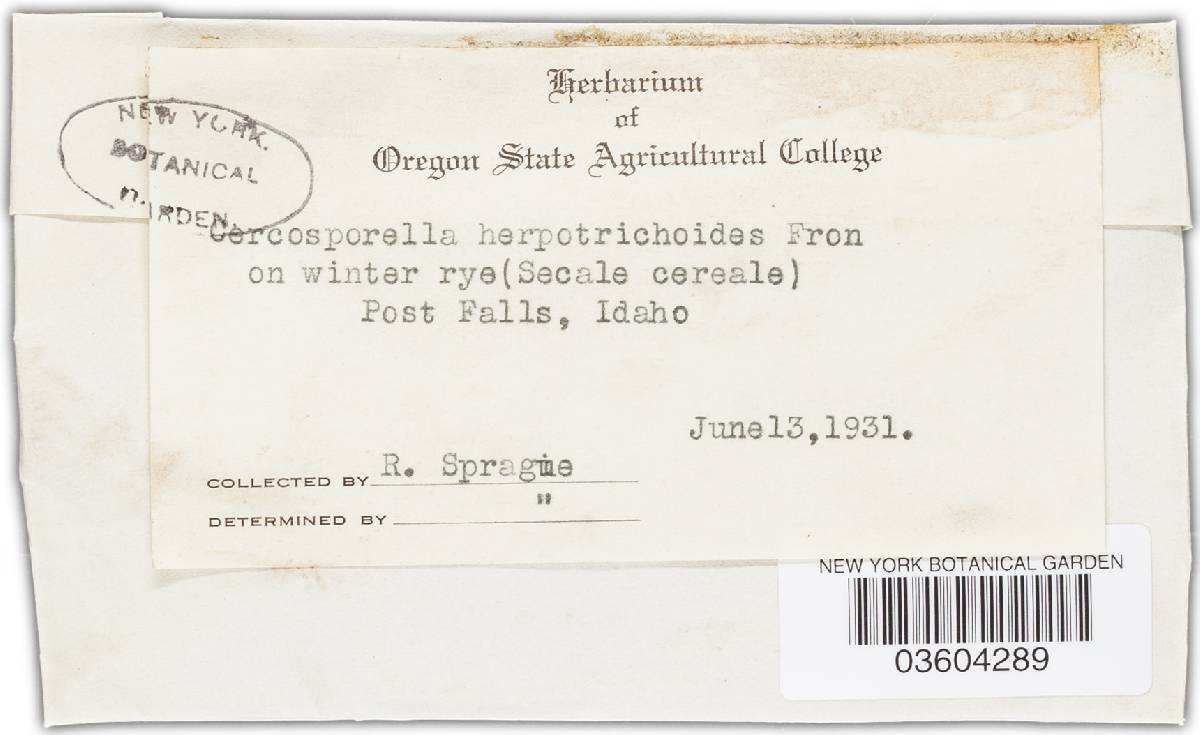 Herbarium
of
Oregon State Agricultural College
NEW YORK.
BOTANICAL
GARDEN.
Cercosporella herpotrichoides Fron
on winter rye(Secale cereale)
Post Falls, Idaho
June13,1931.
COLLECTED BY R. Sprague
"
DETERMINED BY
NEW YORK BOTANICAL GARDEN
03604289